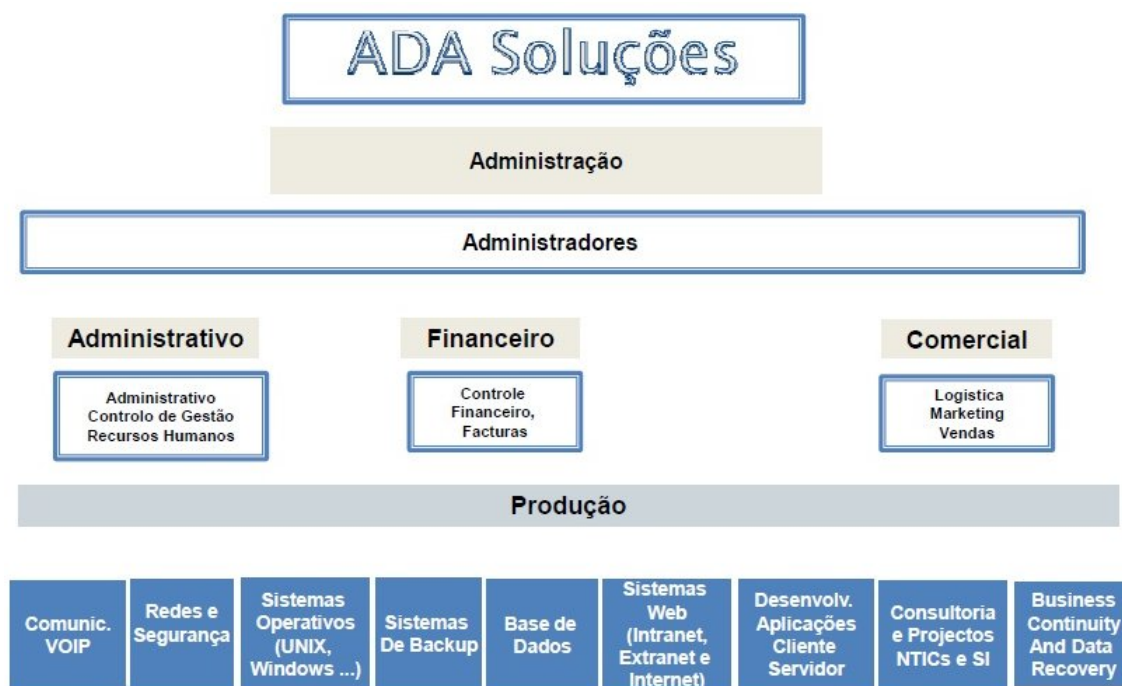 ADA Soluções
Administração
Administradores
Administrativo
Administrativo
Controlo de Gestão
Recursos Humanos
Financeiro
Controle
Financeiro,
Facturas
Comercial
Logistica
Marketing
Vendas
Produção
Comunic.
VOIP
Redes e
Segurança
Sistemas
Operativos
(UNIX,
Windows ...)
Sistemas
De Backup
Base de
Dados
Sistemas
Web
(Intranet,
Extranet e
Internet)
Desenvolv.
Aplicações
Cliente
Servidor
Consultoria
e Projectos
NTICs e SI
Business
Continuity
And Data
Recovery